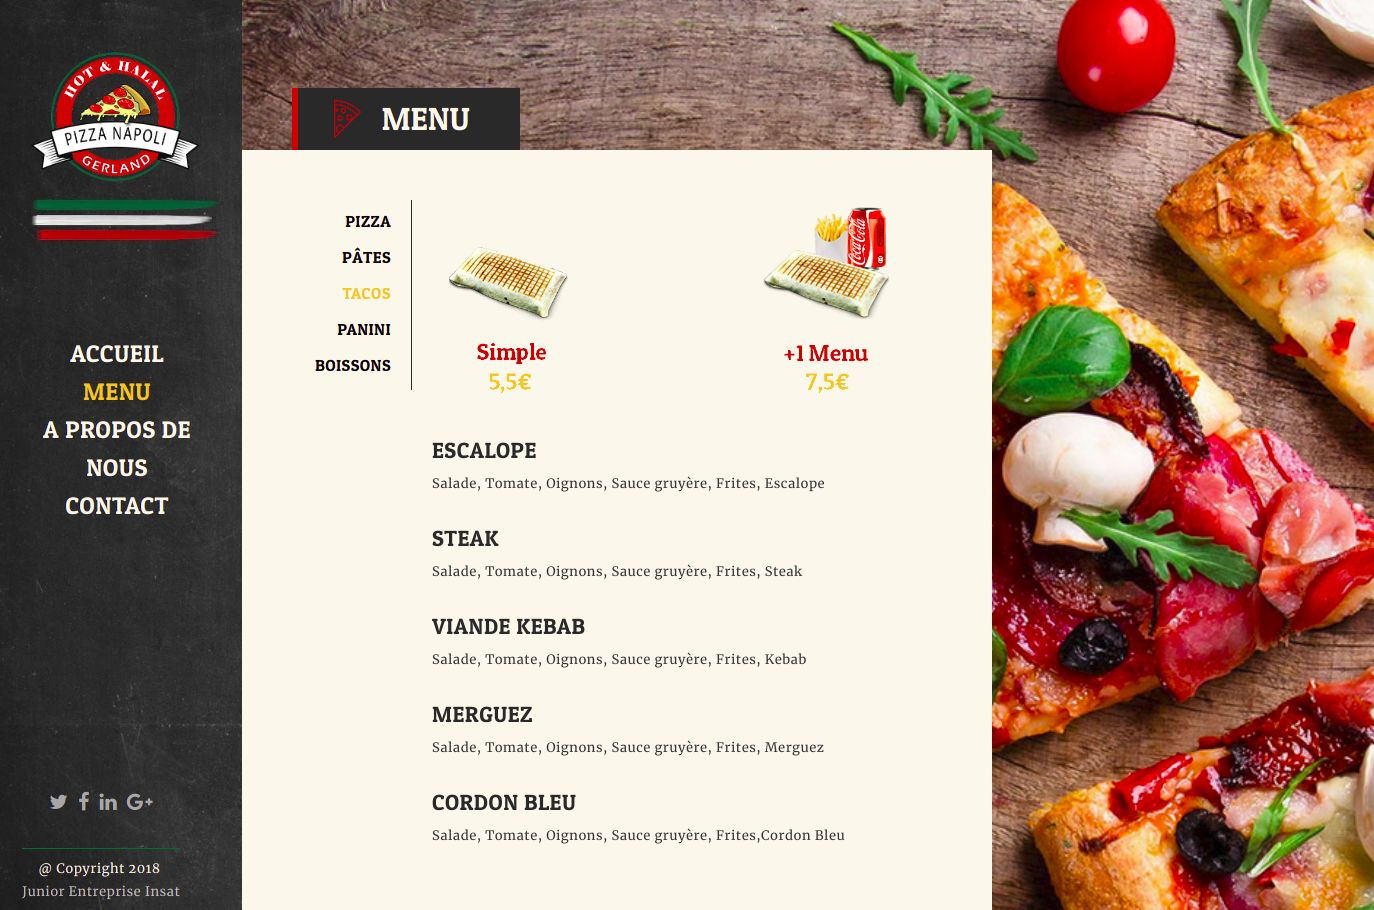 HOT & HALAL
PIZZA NÀPOLI
GERLAND
ACCUEIL
MENU
A PROPOS DE
NOUS
CONTACT
@ Copyright 2018
Junior Entreprise Insat
MENU
PIZZA
PÂTES
TACOS
PANINI
BOISSONS
Coca-Cola
Simple
5,5€
+1 Menu
7,5€
ESCALOPE
Salade, Tomate, Oignons, Sauce gruyère, Frites, Escalope
STEAK
Salade, Tomate, Oignons, Sauce gruyère, Frites, Steak
VIANDE KEBAB
Salade, Tomate, Oignons, Sauce gruyère, Frites, Kebab
MERGUEZ
Salade, Tomate, Oignons, Sauce gruyère, Frites, Merguez
CORDON BLEU
Salade, Tomate, Oignons, Sauce gruyère, Frites,Cordon Bleu